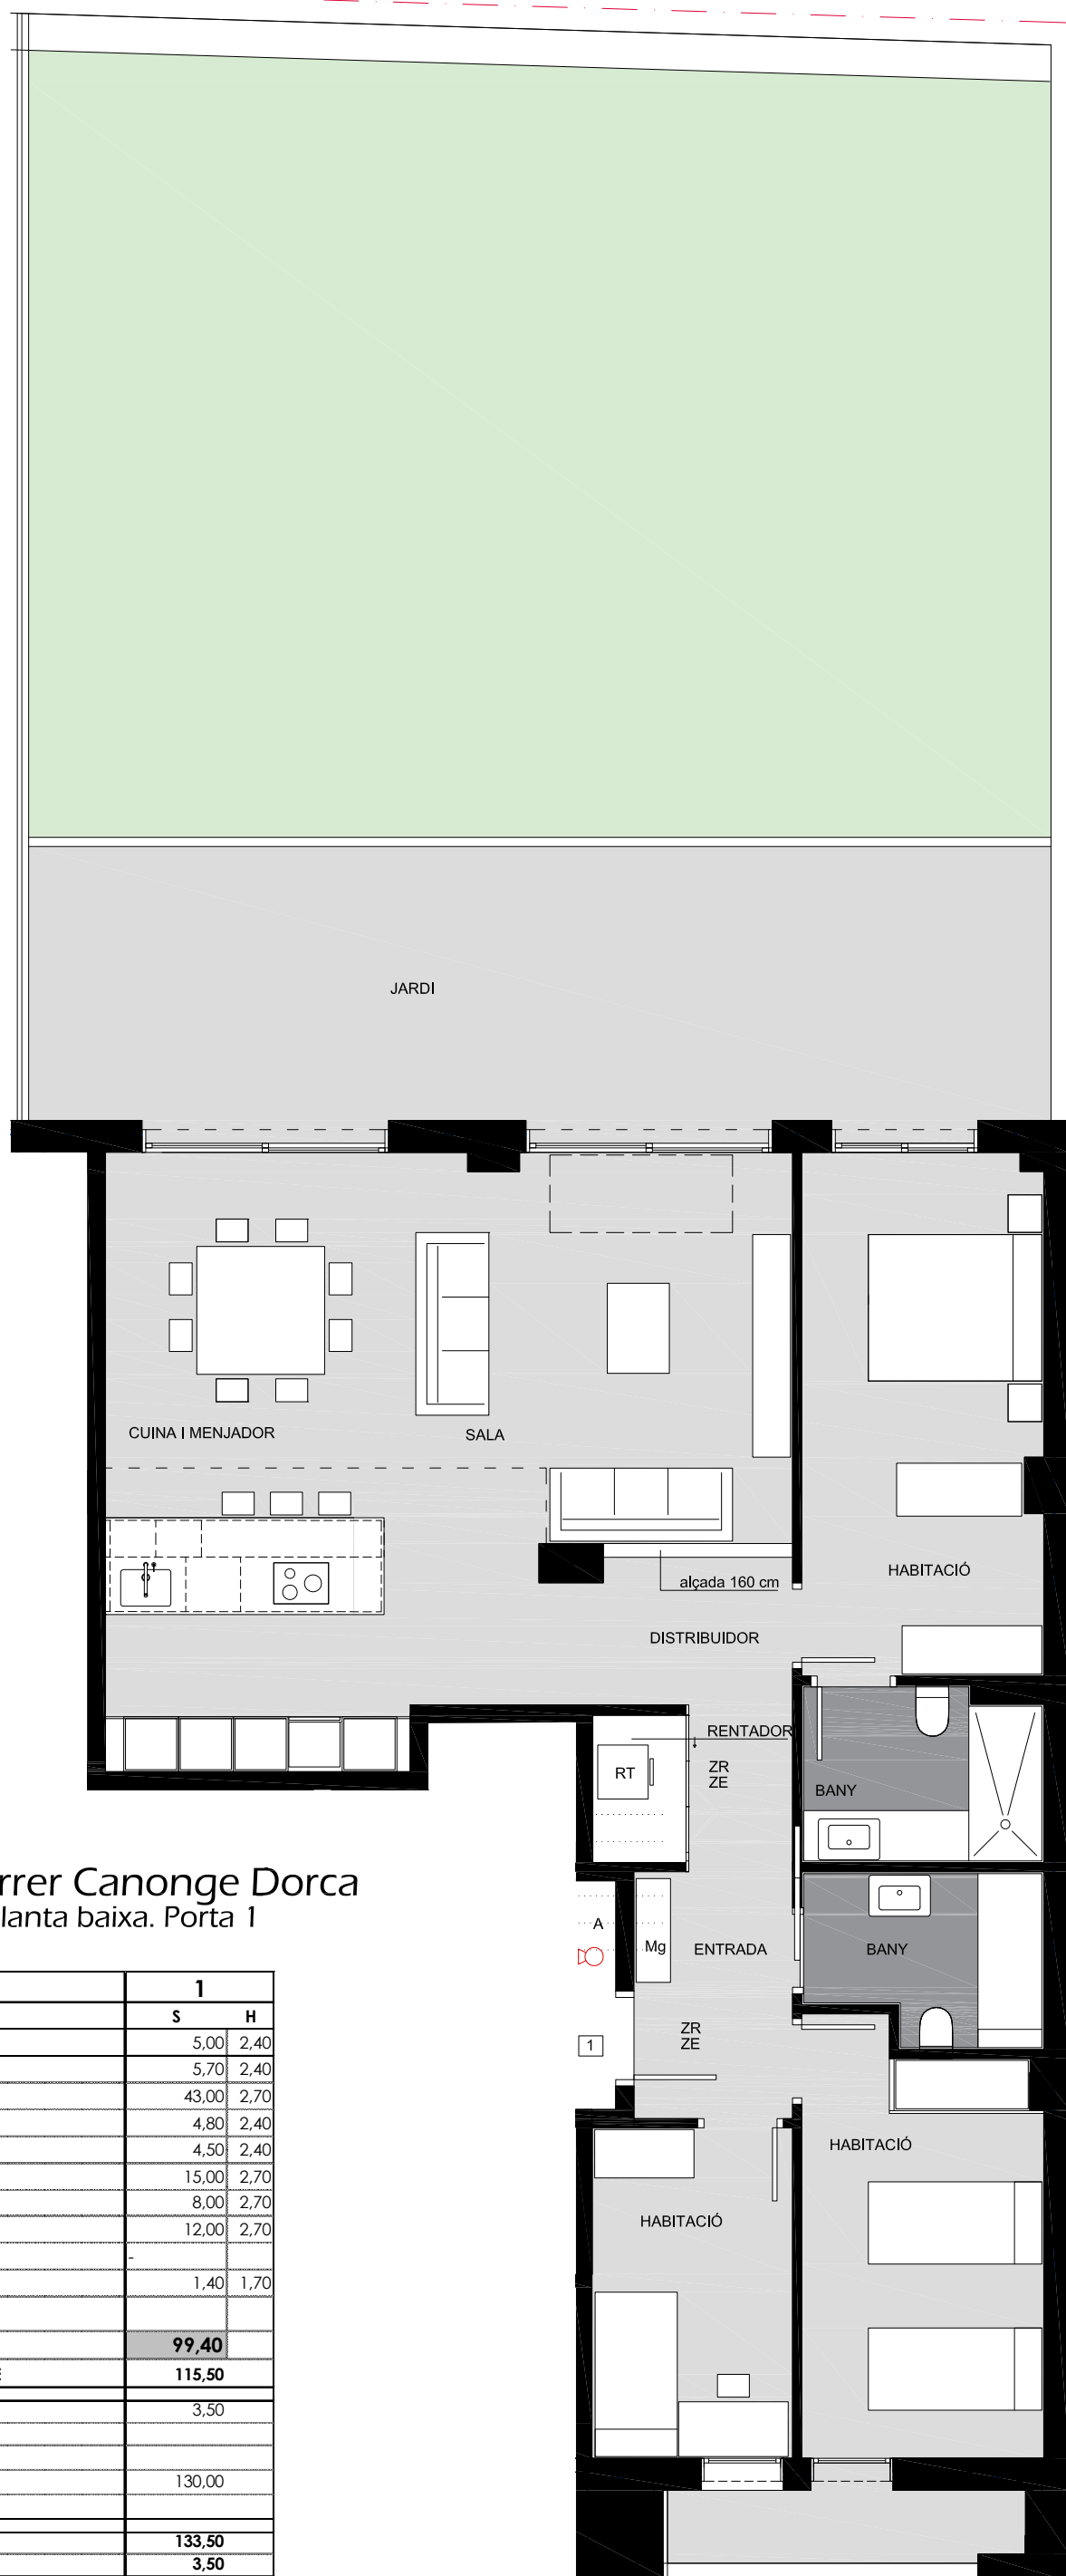 JARDI
CUINA I MENJADOR
SALA
alçada 160 cm
HABITACIÓ
DISTRIBUIDOR
RENTADOR
RT
ZR
ZE
BANY
rrer Canonge Dorca
lanta baixa. Porta 1
A
Mg
ENTRADA
BANY
1
ZR
ZE
HABITACIÓ
HABITACIÓ
1
S H
5,00 2,40
5,70 2,40
43,00 2,70
4,80 2,40
4,50 2,40
15,00 2,70
8,00 2,70
12,00 2,70
-
1,40 1,70
99,40
E 115,50
3,50
130,00
133,50
3,50